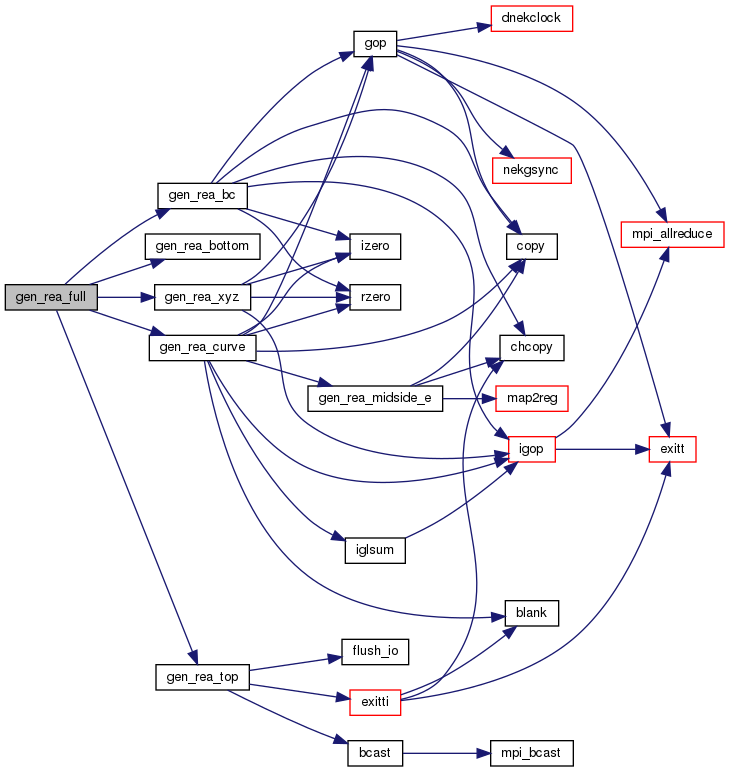 dnekclock
gop
nekgsync
gen_rea_bc
mpi_allreduce
gen_rea_bottom
izero
copy
gen_rea_full
gen_rea_xyz
rzero
gen_rea_curve
chcopy
gen_rea_midside_e
map2reg
igop
exitt
iglsum
blank
flush_io
gen_rea_top
exitti
bcast
mpi_bcast